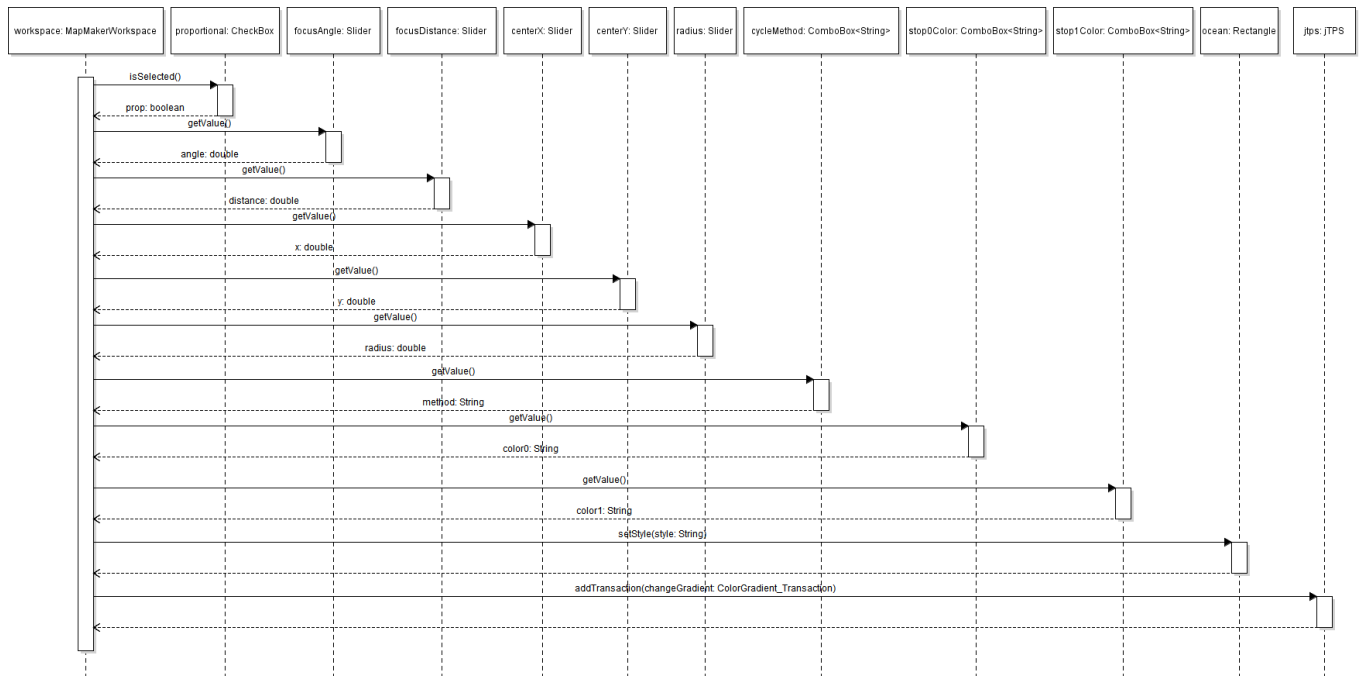 workspace: MapMakerWorkspace
proportional: CheckBox
focusAngle: Slider
focusDistance: Slider
centerX: Slider
centerY: Slider
radius: Slider
cycleMethod: ComboBox<String>
stop0Color: ComboBox<String>
stop1Color: ComboBox<String>
ocean: Rectangle
jtps: jTPS
isSelected()
prop: boolean
getValue()
angle: double
getValue()
distance: double
getValue()
x: double
getValue()
y: double
getValue()
radius: double
getValue()
method: String
getValue()
color0: String
getValue()
color1: String
setStyle(style: String)
addTransaction(changeGradient: ColorGradient_Transaction)